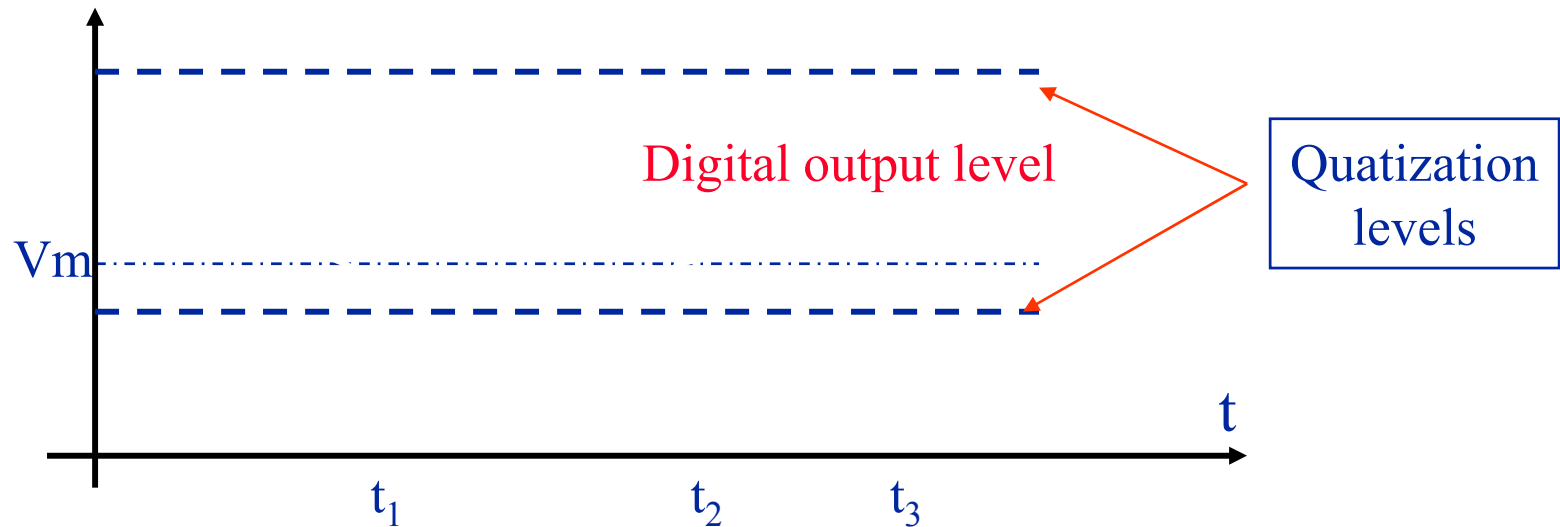 Digital output level
Quatization
levels
Vm
t
t₁
t₂
t₃